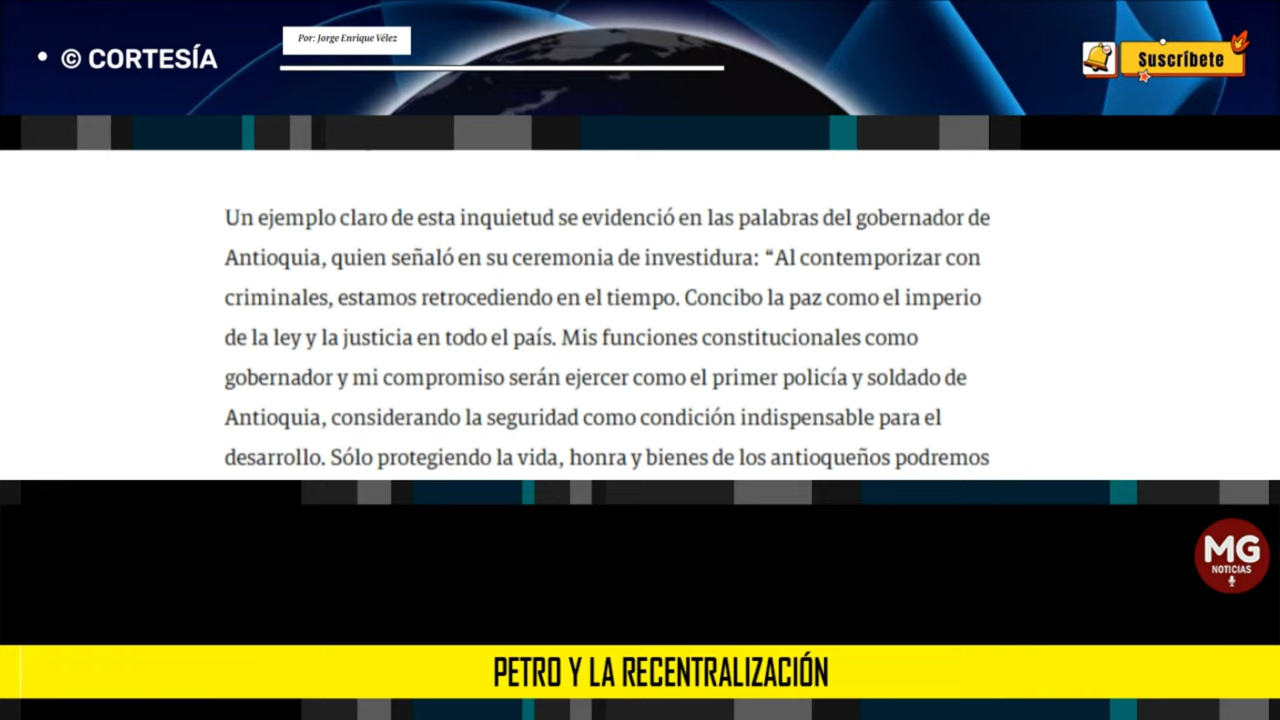 © CORTESÍA
Por: Jorge Enrique Vélez
Suscríbete
Un ejemplo claro de esta inquietud se evidenció en las palabras del gobernador de
Antioquia, quien señaló en su ceremonia de investidura: “Al contemporizar con
criminales, estamos retrocediendo en el tiempo. Concibo la paz como el imperio
de la ley y la justicia en todo el país. Mis funciones constitucionales como
gobernador y mi compromiso serán ejercer como el primer policía y soldado de
Antioquia, considerando la seguridad como condición indispensable para el
desarrollo. Sólo protegiendo la vida, honra y bienes de los antioqueños podremos
MG
NOTICIAS
PETRO Y LA RECENTRALIZACIÓN